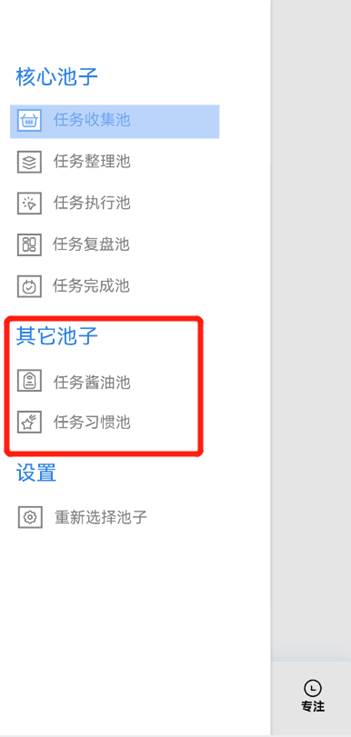 核心池子
任务收集池
任务整理池
任务执行池
任务复盘池
任务完成池
其它池子
任务酱油池
任务习惯池
设置
重新选择池子
专注